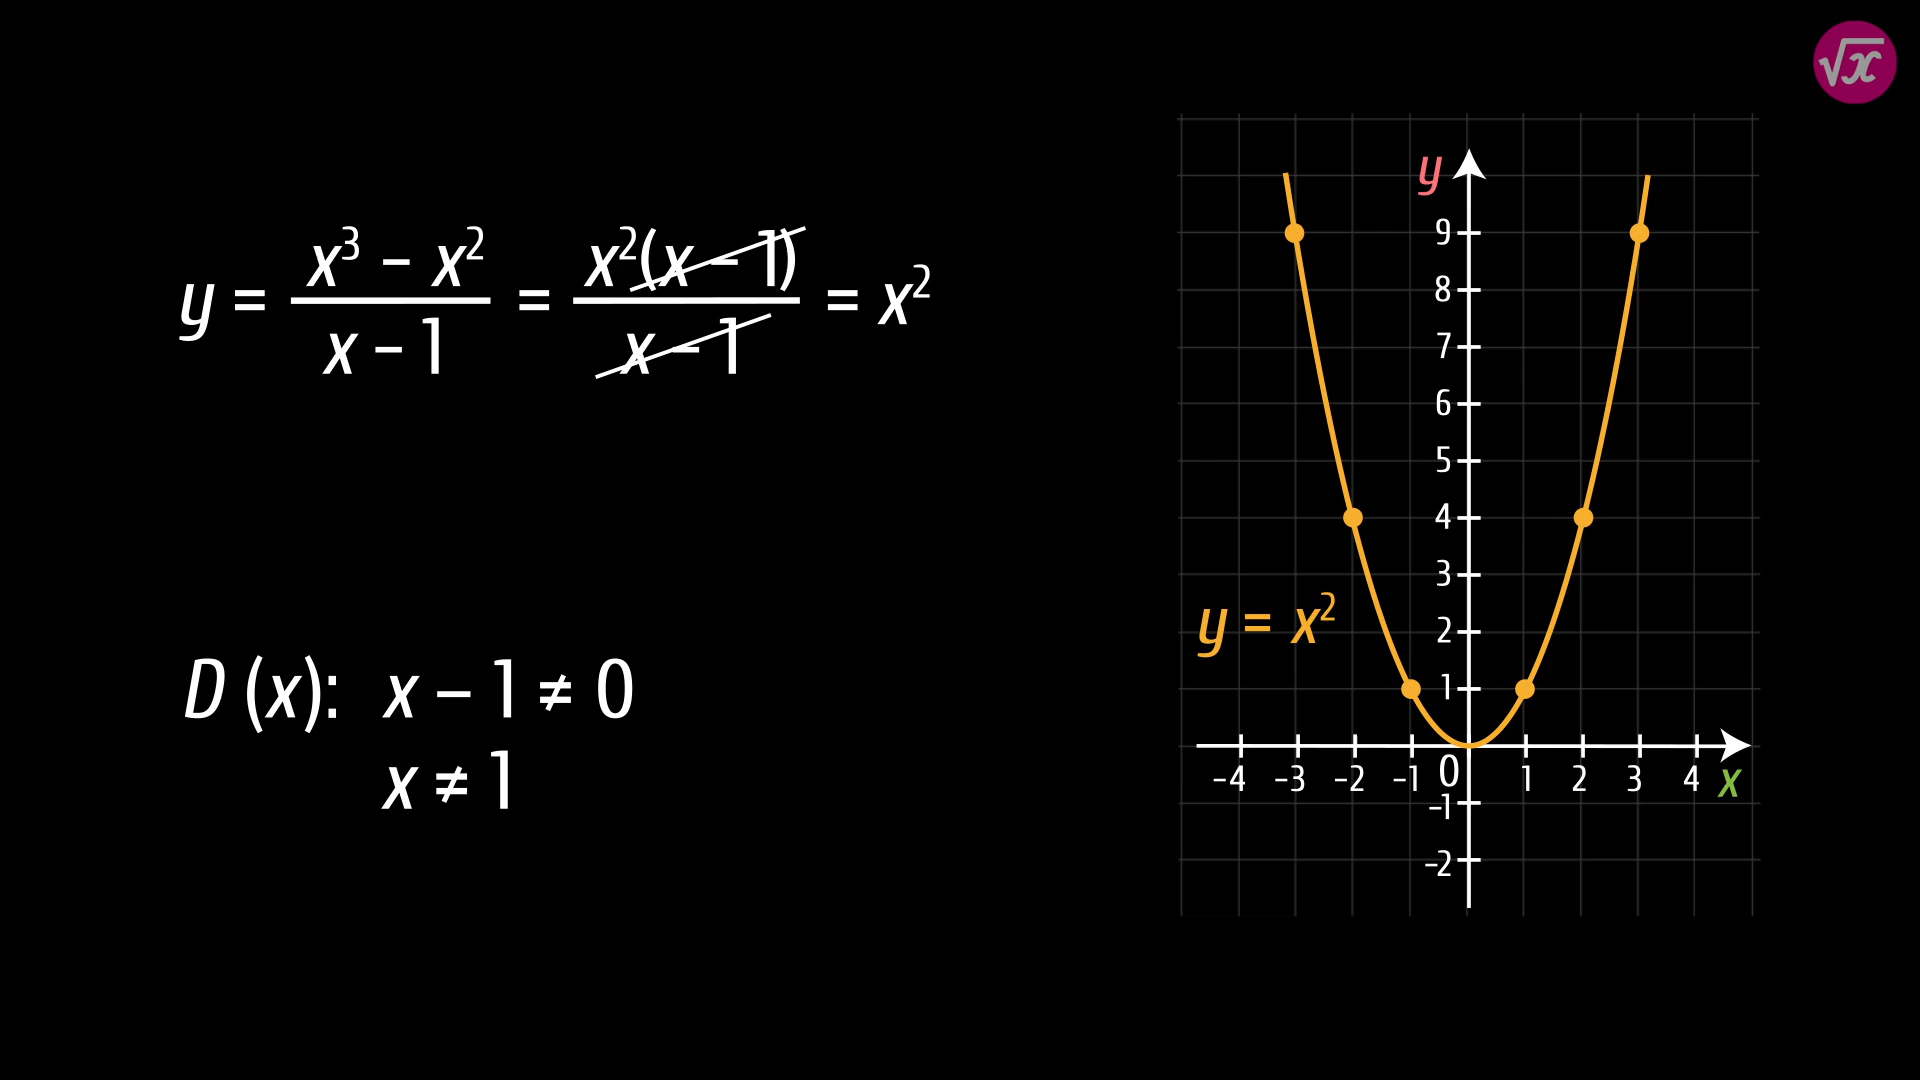 √x
y = (x³ – x²)/(x – 1) = (x²(x – 1))/(x – 1) = x²
D (x): x – 1 ≠ 0
x ≠ 1
y
9
8
7
6
5
4
3
y = x²
2
1
-4 -3 -2 -1 0 1 2 3 4 x
-1
-2